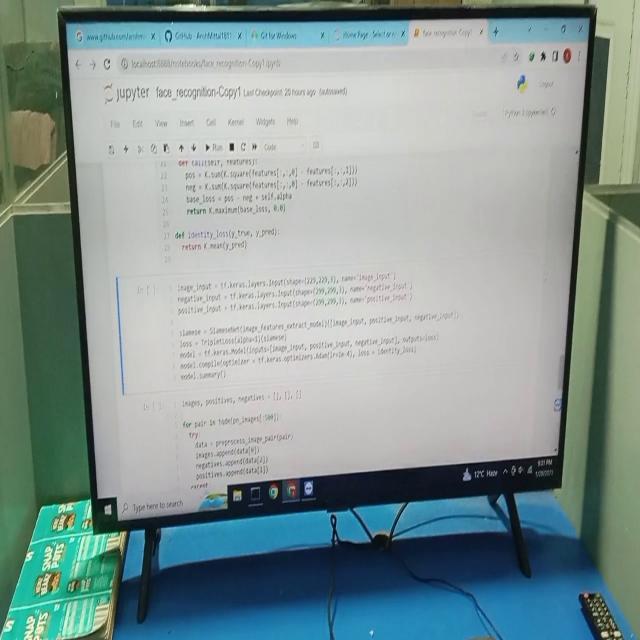 www.github.com/anshm
GitHub - AnshMittal181
Git for Windows
Home Page - Select or
face_recognition-Copy1
localhost:8888/notebooks/face_recognition-Copy1.ipynb
jupyter face_recognition-Copy1 Last Checkpoint: 20 hours ago (autosaved)
Logout
File Edit View Insert Cell Kernel Widgets Help
Python 3 (ipykernel)
Run
Code
def call(self, features):
pos = K.sum(K.square(features[:,:,0] - features[:,:,1]))
neg = K.sum(K.square(features[:,:,0] - features[:,:,2]))
base_loss = pos - neg + self.alpha
return K.maximum(base_loss, 0.0)
def identity_loss(y_true, y_pred):
return K.mean(y_pred)
In [ ]:
image_input = tf.keras.layers.Input(shape=(229,229,3), name='image_input')
negative_input = tf.keras.layers.Input(shape=(299,299,3), name='negative_input')
positive_input = tf.keras.layers.Input(shape=(299,299,3), name='positive_input')
siamese = SiameseNet(image_features_extract_model)([image_input, positive_input, negative_input])
loss = TripletLoss(alpha=1)(siamese)
model = tf.keras.Model(inputs=[image_input, positive_input, negative_input], outputs=loss)
model.compile(optimizer = tf.keras.optimizers.Adam(lr=1e-4), loss = identity_loss)
model.summary()
In [ ]:
images, positives, negatives = [], [], []
for pair in tqdm(pn_images[:500]):
try:
data = preprocess_image_pair(pair)
images.append(data[0])
negatives.append(data[2])
positives.append(data[1])
Type here to search
12°C Haze
9:31 PM
SNAP
SNAP
SNAP